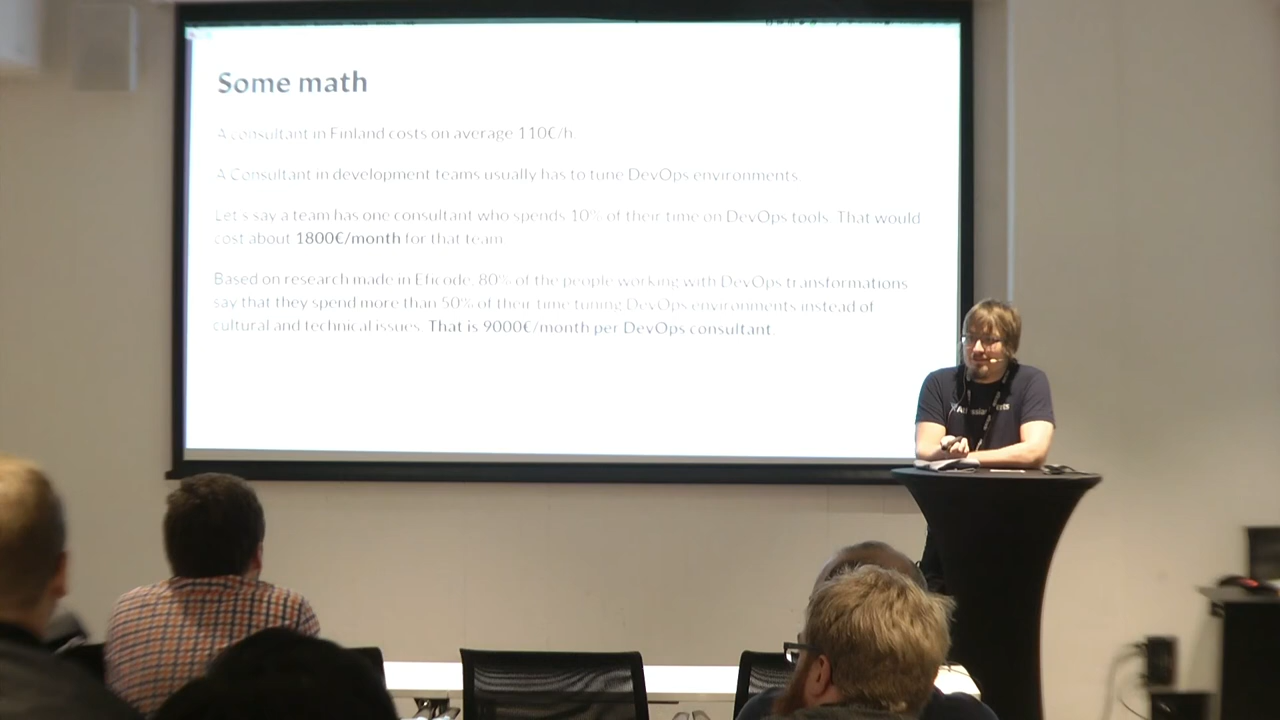 Some math
A consultant in Finland costs on average 110€/h.
A Consultant in development teams usually has to tune DevOps environments.
Let's say a team has one consultant who spends 10% of their time on DevOps tools. That would
cost about 1800€/month for that team.
Based on research made in Eficode, 80% of the people working with DevOps transformations
say that they spend more than 50% of their time tuning DevOps environments instead of
cultural and technical issues. That is 9000€/month per DevOps consultant.